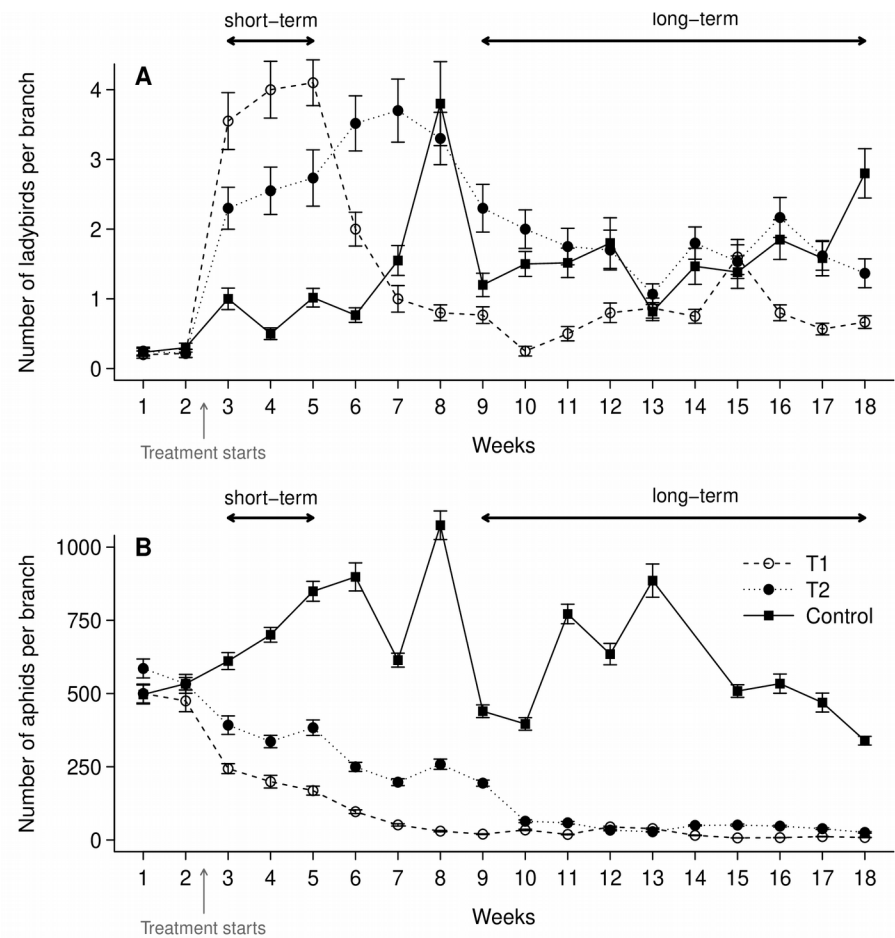 short−term
long−term
A
Number of ladybirds per branch
4
3
2
1
0
1 2 3 4 5 6 7 8 9 10 11 12 13 14 15 16 17 18
Treatment starts
Weeks
short−term
long−term
B
Number of aphids per branch
1000
750
500
250
0
T1
T2
Control
1 2 3 4 5 6 7 8 9 10 11 12 13 14 15 16 17 18
Treatment starts
Weeks